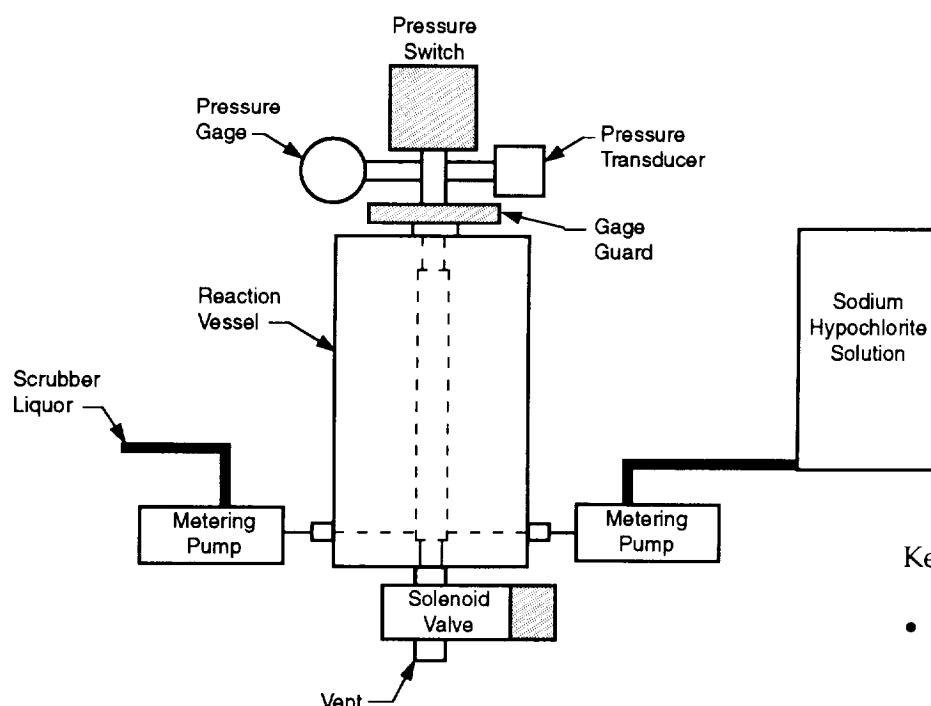 Pressure
Switch
Pressure
Gage
Pressure
Transducer
Gage
Guard
Reaction
Vessel
Sodium
Hypochlorite
Solution
Scrubber
Liquor
Metering
Pump
Metering
Pump
Solenoid
Valve
Vent
Ke
•